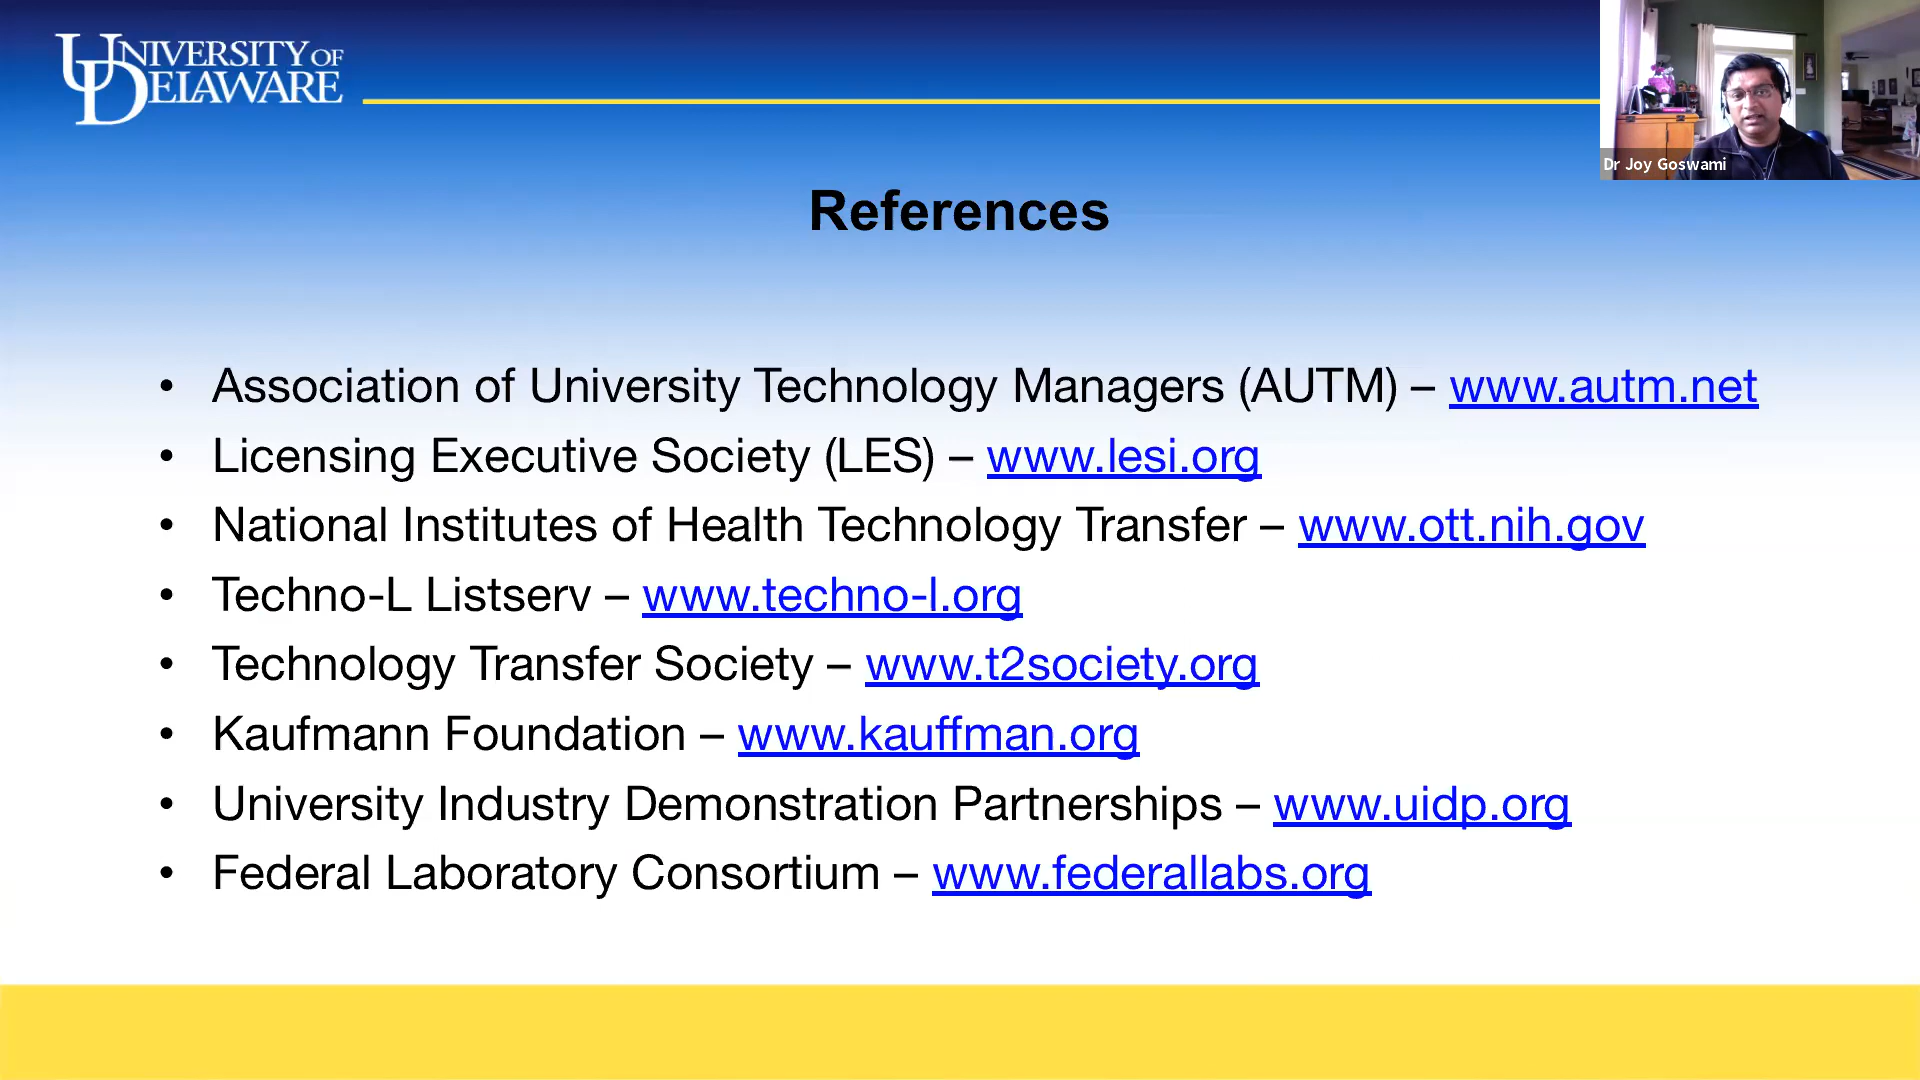 UNIVERSITY OF
DELAWARE
Dr Joy Goswami
References
• Association of University Technology Managers (AUTM) – www.autm.net
• Licensing Executive Society (LES) – www.lesi.org
• National Institutes of Health Technology Transfer – www.ott.nih.gov
• Techno-L Listserv – www.techno-l.org
• Technology Transfer Society – www.t2society.org
• Kaufmann Foundation – www.kauffman.org
• University Industry Demonstration Partnerships – www.uidp.org
• Federal Laboratory Consortium – www.federallabs.org